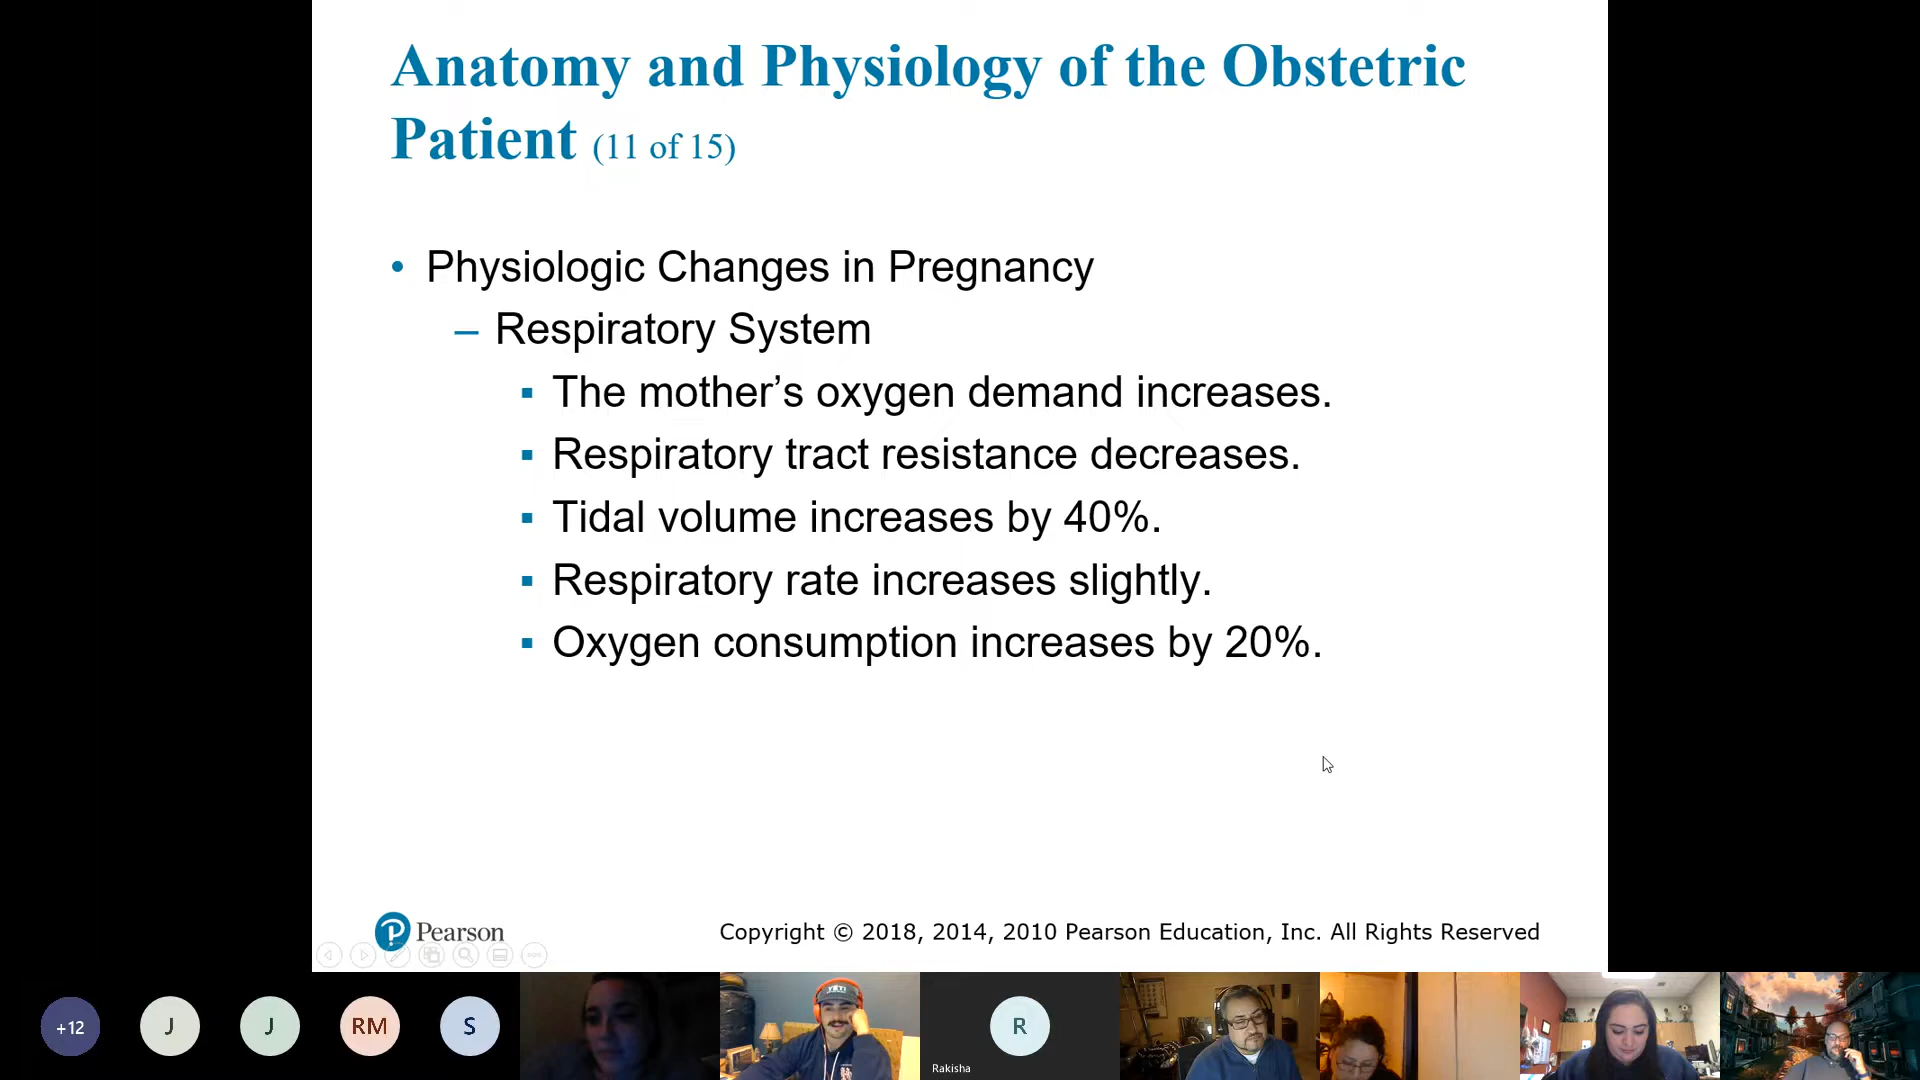 Anatomy and Physiology of the Obstetric
Patient (11 of 15)
• Physiologic Changes in Pregnancy
– Respiratory System
▪ The mother’s oxygen demand increases.
▪ Respiratory tract resistance decreases.
▪ Tidal volume increases by 40%.
▪ Respiratory rate increases slightly.
▪ Oxygen consumption increases by 20%.
P Pearson
Copyright © 2018, 2014, 2010 Pearson Education, Inc. All Rights Reserved
+12
J
J
RM
S
YETI
R
Rakisha